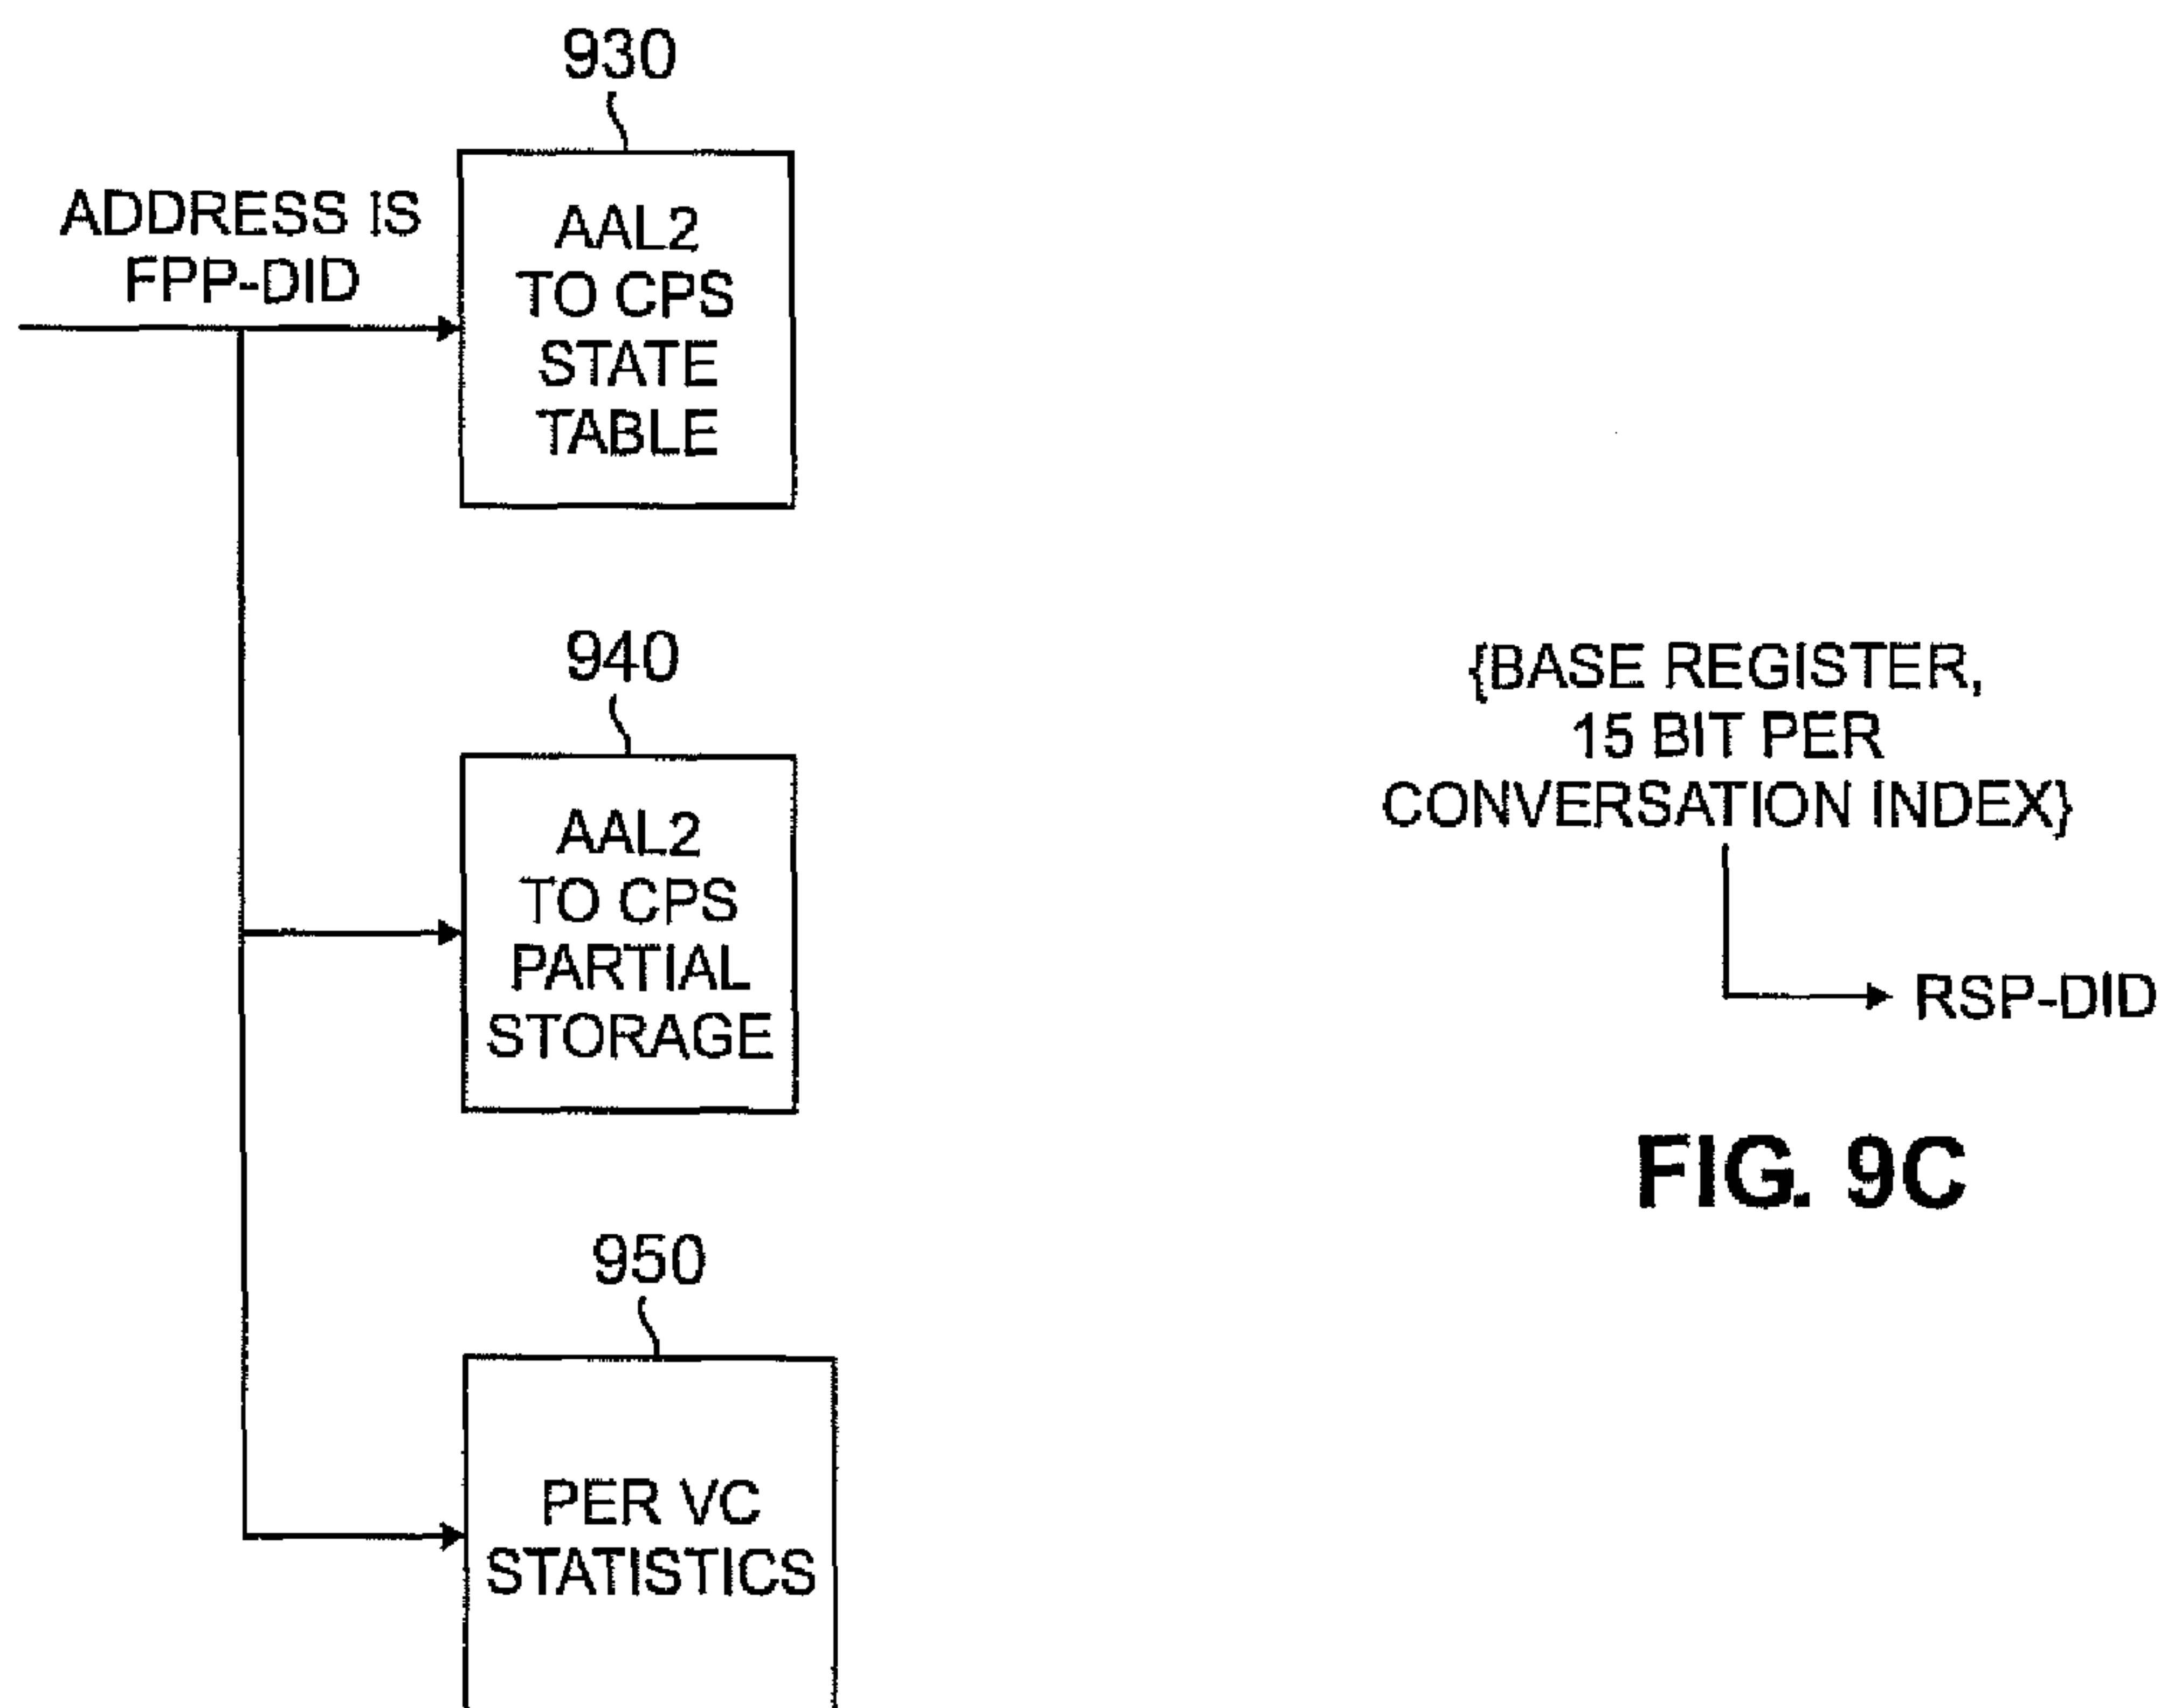 930
ADDRESS IS
FPP-DID
AAL2
TO CPS
STATE
TABLE
940
AAL2
TO CPS
PARTIAL
STORAGE
950
PER VC
STATISTICS
{BASE REGISTER,
15 BIT PER
CONVERSATION INDEX}
RSP-DID
FIG. 9C